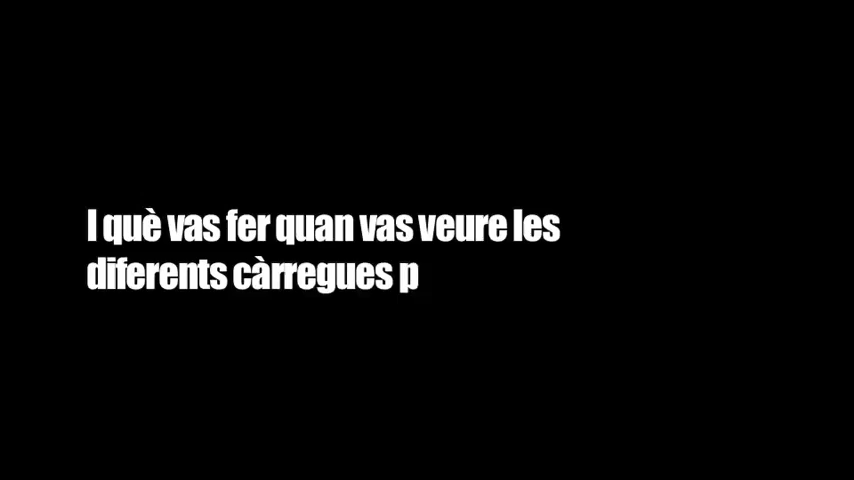 I què vas fer quan vas veure les
diferents càrregues p